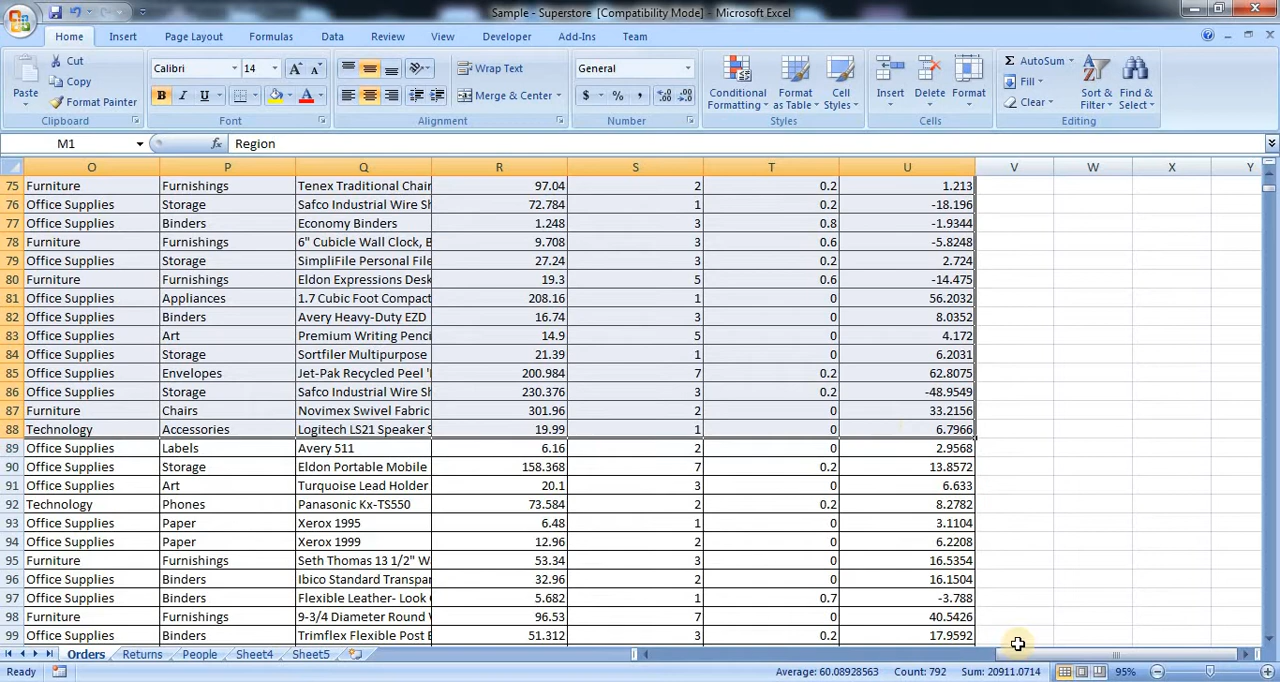 Sample - Superstore [Compatibility Mode] - Microsoft Excel
Home Insert Page Layout Formulas Data Review View Developer Add-Ins Team
Paste Cut Copy Format Painter Clipboard
Calibri 14 A A B I U A Font
Wrap Text Merge & Center Alignment
General $ % , Number
Conditional Formatting Format as Table Cell Styles Styles
Insert Delete Format Cells
Σ AutoSum Fill Clear Sort & Filter Find & Select Editing
M1 fx Region
O P Q R S T U V W X Y
75 Furniture Furnishings Tenex Traditional Chair 97.04 2 0.2 1.213
76 Office Supplies Storage Safco Industrial Wire Sh 72.784 1 0.2 -18.196
77 Office Supplies Binders Economy Binders 1.248 3 0.8 -1.9344
78 Furniture Furnishings 6" Cubicle Wall Clock, B 9.708 3 0.6 -5.8248
79 Office Supplies Storage SimpliFile Personal File 27.24 3 0.2 2.724
80 Furniture Furnishings Eldon Expressions Desk 19.3 5 0.6 -14.475
81 Office Supplies Appliances 1.7 Cubic Foot Compact 208.16 1 0 56.2032
82 Office Supplies Binders Avery Heavy-Duty EZD 16.74 3 0 8.0352
83 Office Supplies Art Premium Writing Penci 14.9 5 0 4.172
84 Office Supplies Storage Sortfiler Multipurpose 21.39 1 0 6.2031
85 Office Supplies Envelopes Jet-Pak Recycled Peel ' 200.984 7 0.2 62.8075
86 Office Supplies Storage Safco Industrial Wire Sh 230.376 3 0.2 -48.9549
87 Furniture Chairs Novimex Swivel Fabric 301.96 2 0 33.2156
88 Technology Accessories Logitech LS21 Speaker S 19.99 1 0 6.7966
89 Office Supplies Labels Avery 511 6.16 2 0 2.9568
90 Office Supplies Storage Eldon Portable Mobile 158.368 7 0.2 13.8572
91 Office Supplies Art Turquoise Lead Holder 20.1 3 0 6.633
92 Technology Phones Panasonic Kx-TS550 73.584 2 0.2 8.2782
93 Office Supplies Paper Xerox 1995 6.48 1 0 3.1104
94 Office Supplies Paper Xerox 1999 12.96 2 0 6.2208
95 Furniture Furnishings Seth Thomas 13 1/2" W 53.34 3 0 16.5354
96 Office Supplies Binders Ibico Standard Transpar 32.96 2 0 16.1504
97 Office Supplies Binders Flexible Leather- Look 5.682 1 0.7 -3.788
98 Furniture Furnishings 9-3/4 Diameter Round 96.53 7 0 40.5426
99 Office Supplies Binders Trimflex Flexible Post 51.312 3 0.2 17.9592
Orders Returns People Sheet4 Sheet5
Ready Average: 60.08928563 Count: 792 Sum: 20911.0714 95%